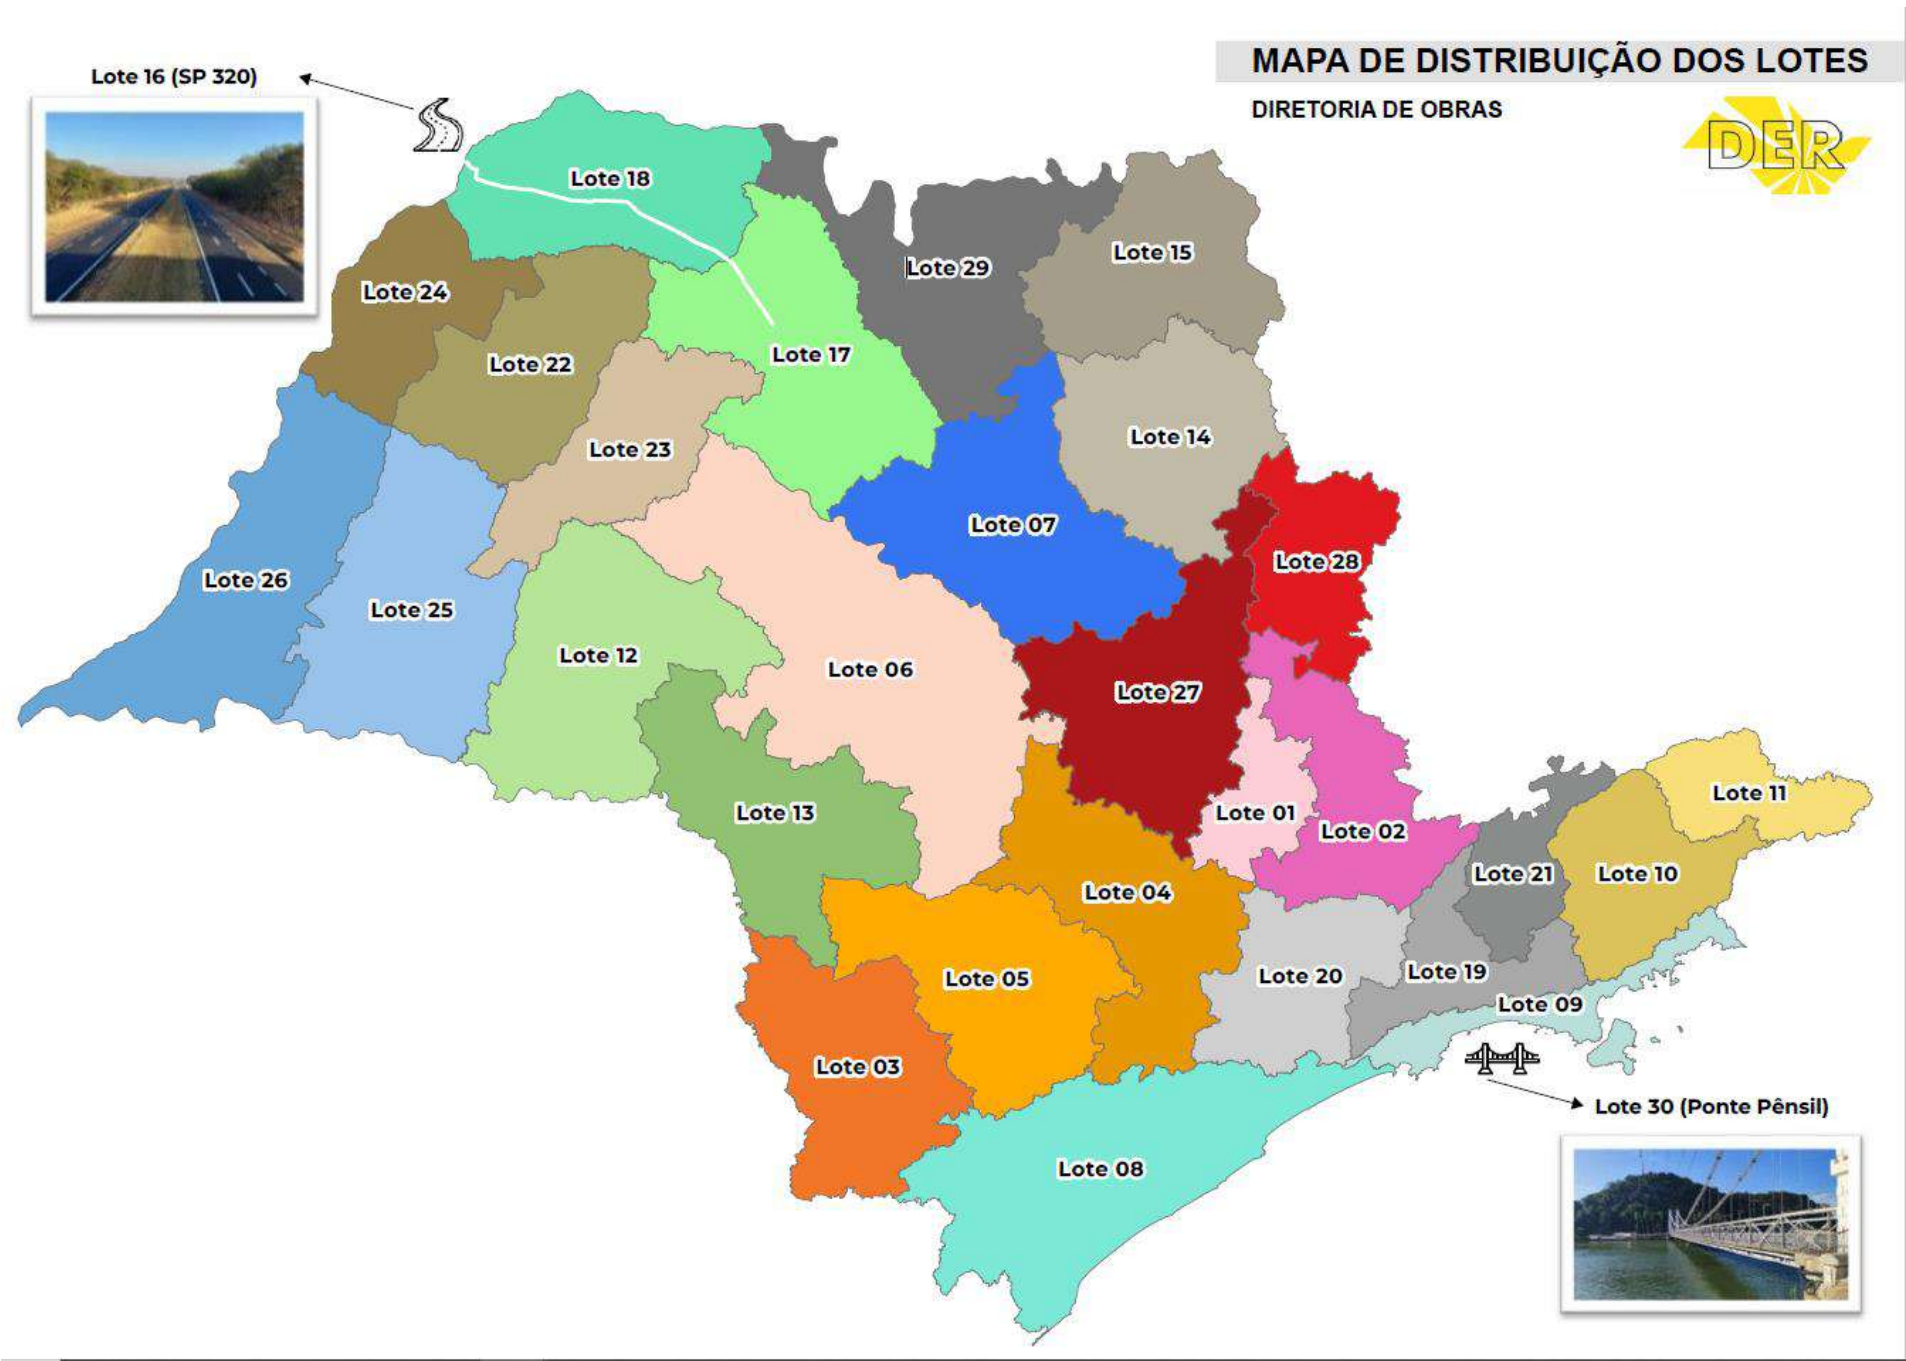 MAPA DE DISTRIBUIÇÃO DOS LOTES
DIRETORIA DE OBRAS
DER
Lote 16 (SP 320)
Lote 18
Lote 15
Lote 29
Lote 24
Lote 17
Lote 22
Lote 14
Lote 23
Lote 07
Lote 28
Lote 26
Lote 25
Lote 12
Lote 06
Lote 27
Lote 11
Lote 13
Lote 01
Lote 02
Lote 21
Lote 10
Lote 04
Lote 19
Lote 20
Lote 05
Lote 09
Lote 03
Lote 30 (Ponte Pênsil)
Lote 08